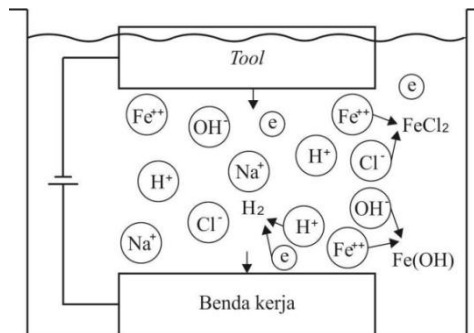 Tool
e
Fe⁺⁺
OH⁻
e
Fe⁺⁺
FeCl₂
H⁺
Cl⁻
H⁺
Na⁺
OH⁻
H₂
Cl⁻
H⁺
Na⁺
Fe⁺⁺
e
Fe(OH)
Benda kerja